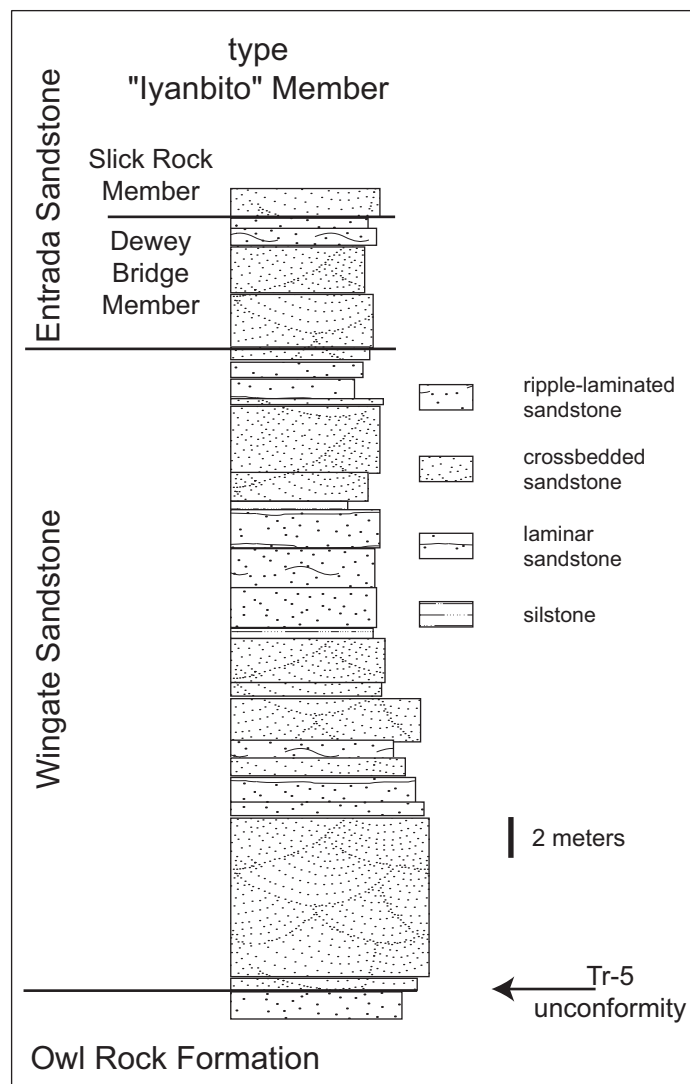 type
"Iyanbito" Member
Entrada Sandstone
Slick Rock
Member
Dewey
Bridge
Member
Wingate Sandstone
ripple-laminated
sandstone
crossbedded
sandstone
laminar
sandstone
silstone
2 meters
Tr-5
unconformity
Owl Rock Formation